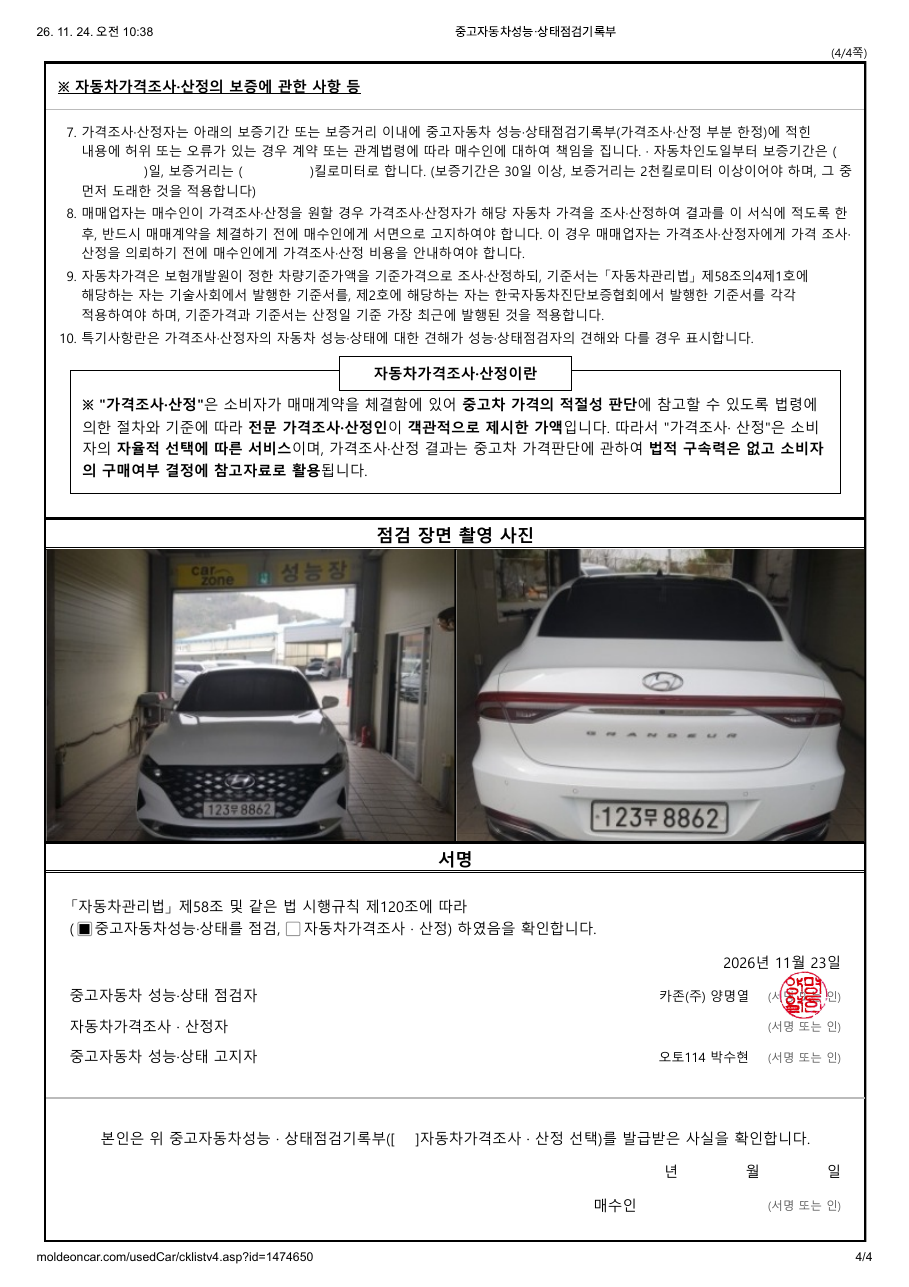 26. 11. 24. 오전 10:38
중고자동차성능·상태점검기록부
(4/4쪽)
※ 자동차가격조사·산정의 보증에 관한 사항 등
7. 가격조사·산정자는 아래의 보증기간 또는 보증거리 이내에 중고자동차 성능·상태점검기록부(가격조사·산정 부분 한정)에 적힌
내용에 허위 또는 오류가 있는 경우 계약 또는 관계법령에 따라 매수인에 대하여 책임을 집니다. · 자동차인도일부터 보증기간은 (
)일, 보증거리는 ( )킬로미터로 합니다. (보증기간은 30일 이상, 보증거리는 2천킬로미터 이상이어야 하며, 그 중
먼저 도래한 것을 적용합니다)
8. 매매업자는 매수인이 가격조사·산정을 원할 경우 가격조사·산정자가 해당 자동차 가격을 조사·산정하여 결과를 이 서식에 적도록 한
후, 반드시 매매계약을 체결하기 전에 매수인에게 서면으로 고지하여야 합니다. 이 경우 매매업자는 가격조사·산정자에게 가격 조사·
산정을 의뢰하기 전에 매수인에게 가격조사·산정 비용을 안내하여야 합니다.
9. 자동차가격은 보험개발원이 정한 차량기준가액을 기준가격으로 조사·산정하되, 기준서는「자동차관리법」제58조의4제1호에
해당하는 자는 기술사회에서 발행한 기준서를, 제2호에 해당하는 자는 한국자동차진단보증협회에서 발행한 기준서를 각각
적용하여야 하며, 기준가격과 기준서는 산정일 기준 가장 최근에 발행된 것을 적용합니다.
10. 특기사항란은 가격조사·산정자의 자동차 성능·상태에 대한 견해가 성능·상태점검자의 견해와 다를 경우 표시합니다.
자동차가격조사·산정이란
※ "가격조사·산정"은 소비자가 매매계약을 체결함에 있어 중고차 가격의 적절성 판단에 참고할 수 있도록 법령에
의한 절차와 기준에 따라 전문 가격조사·산정인이 객관적으로 제시한 가액입니다. 따라서 "가격조사· 산정"은 소비
자의 자율적 선택에 따른 서비스이며, 가격조사·산정 결과는 중고차 가격판단에 관하여 법적 구속력은 없고 소비자
의 구매여부 결정에 참고자료로 활용됩니다.
점검 장면 촬영 사진
car zone 성능장
123무 8862
GRANDEUR
123무 8862
서명
「자동차관리법」 제58조 및 같은 법 시행규칙 제120조에 따라
( ■ 중고자동차성능·상태를 점검, □ 자동차가격조사 · 산정) 하였음을 확인합니다.
2026년 11월 23일
중고자동차 성능·상태 점검자 카존(주) 양명열 (서명 또는 인)
자동차가격조사 · 산정자 (서명 또는 인)
중고자동차 성능·상태 고지자 오토114 박수현 (서명 또는 인)
본인은 위 중고자동차성능 · 상태점검기록부([ ]자동차가격조사 · 산정 선택)를 발급받은 사실을 확인합니다.
년 월 일
매수인 (서명 또는 인)
moldeoncar.com/usedCar/cklistv4.asp?id=1474650
4/4